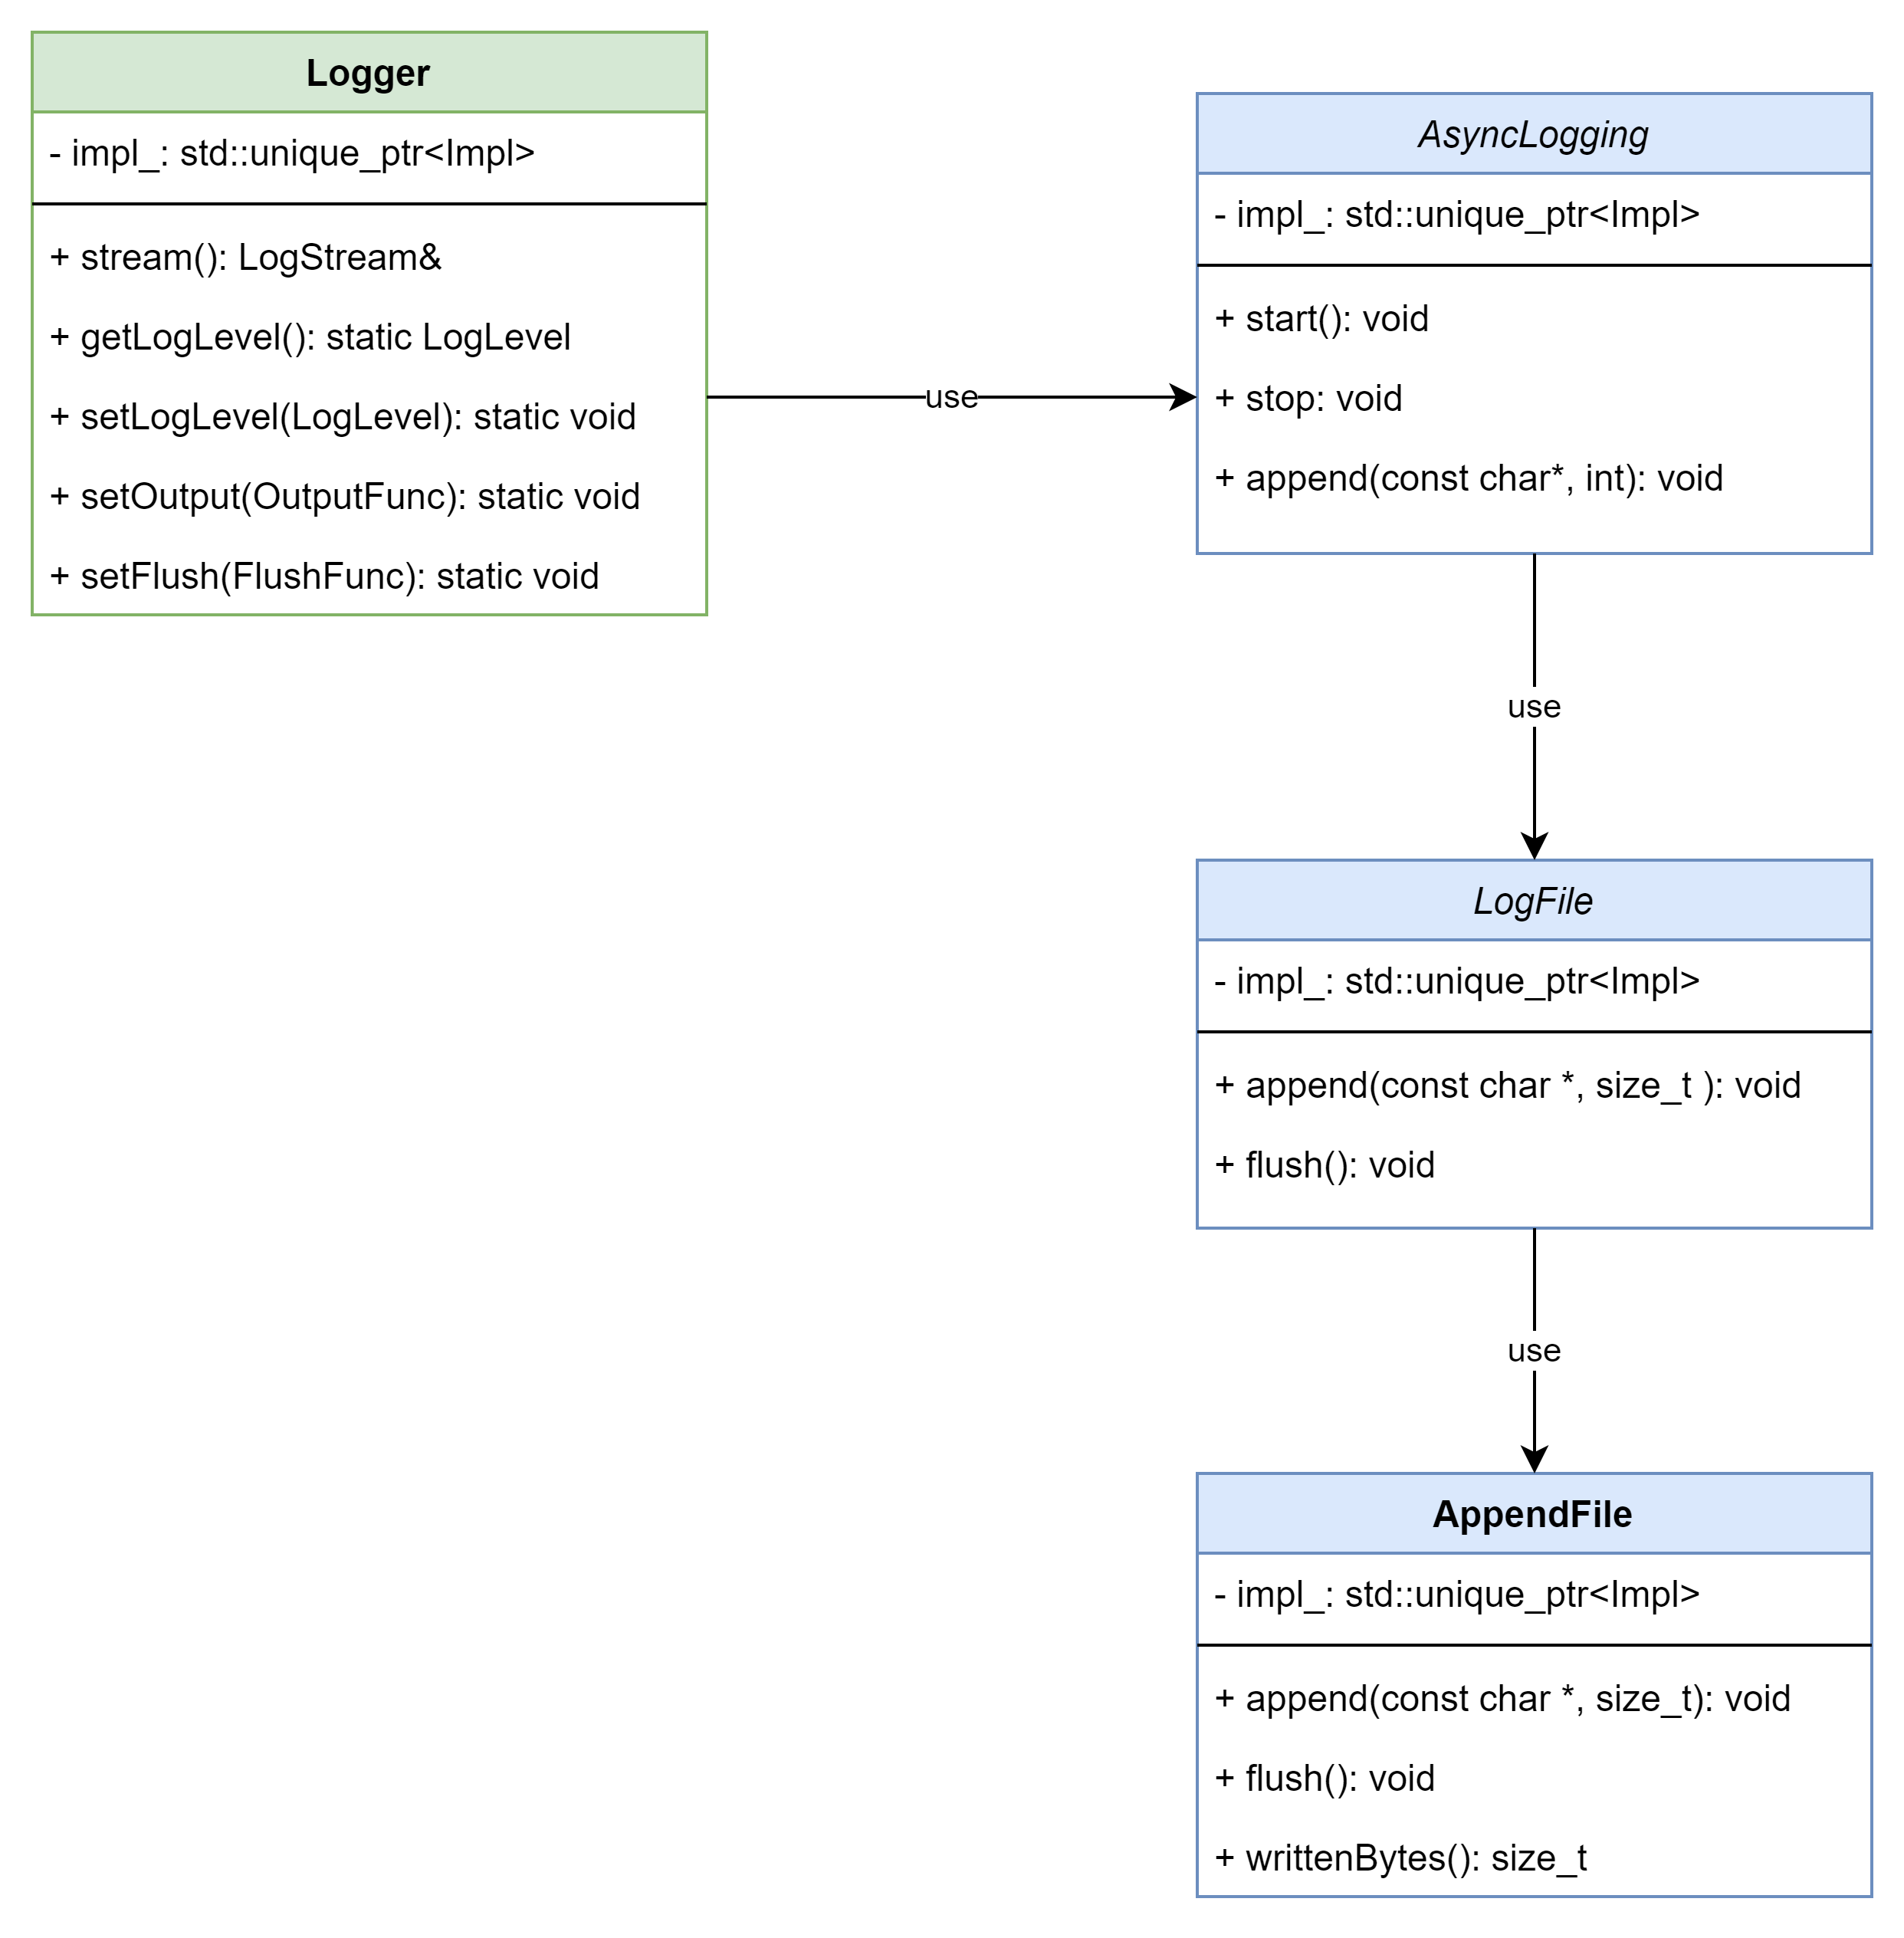 Logger
- impl_: std::unique_ptr<Impl>
+ stream(): LogStream&
+ getLogLevel(): static LogLevel
+ setLogLevel(LogLevel): static void
+ setOutput(OutputFunc): static void
+ setFlush(FlushFunc): static void
use
AsyncLogging
- impl_: std::unique_ptr<Impl>
+ start(): void
+ stop: void
+ append(const char*, int): void
use
LogFile
- impl_: std::unique_ptr<Impl>
+ append(const char *, size_t ): void
+ flush(): void
use
AppendFile
- impl_: std::unique_ptr<Impl>
+ append(const char *, size_t): void
+ flush(): void
+ writtenBytes(): size_t